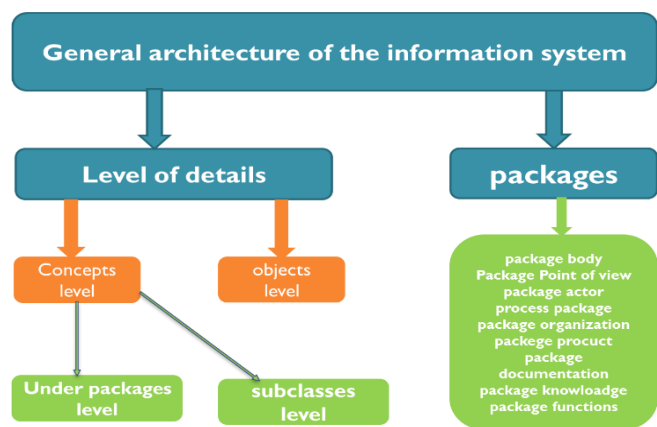 General architecture of the information system
Level of details
packages
Concepts
level
objects
level
Under packages
level
subclasses
level
package body
Package Point of view
package actor
process package
package organization
packege procuct
package
documentation
package knowloadge
package functions